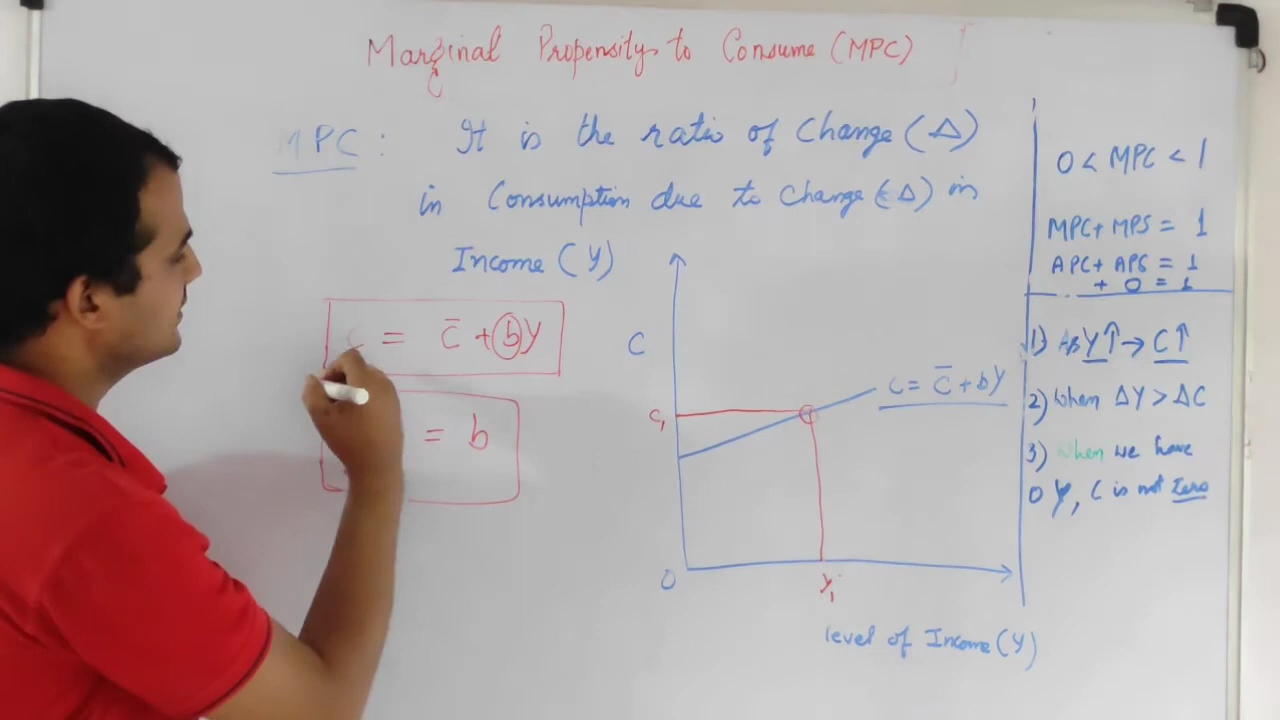 Marginal Propensity to Consume (MPC)
MPC : It is the ratio of Change (Δ)
in Consumption due to Change (Δ) in
Income (Y)
C = C̅ + bY
= b
C
C₁
C = C̅ + bY
O
Y₁
level of Income (Y)
0 < MPC < 1
MPC + MPS = 1
APC + APS = 1
+ 0 = 1
1) As Y↑ → C↑
2) When ΔY > ΔC
3) When we have
0 Y, C is not Zero